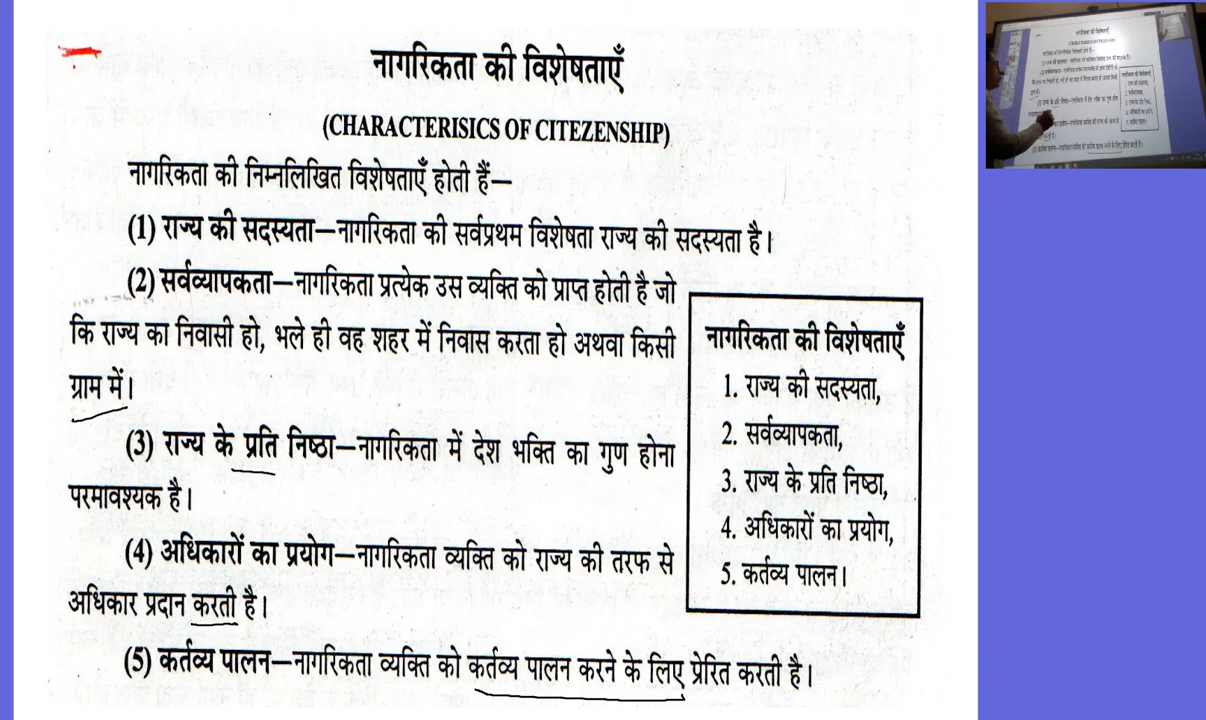 नागरिकता की विशेषताएँ
(CHARACTERISICS OF CITEZENSHIP)
नागरिकता की निम्नलिखित विशेषताएँ होती हैं—
(1) राज्य की सदस्यता—नागरिकता की सर्वप्रथम विशेषता राज्य की सदस्यता है।
(2) सर्वव्यापकता—नागरिकता प्रत्येक उस व्यक्ति को प्राप्त होती है जो
कि राज्य का निवासी हो, भले ही वह शहर में निवास करता हो अथवा किसी
ग्राम में।
(3) राज्य के प्रति निष्ठा—नागरिकता में देश भक्ति का गुण होना
परमावश्यक है।
(4) अधिकारों का प्रयोग—नागरिकता व्यक्ति को राज्य की तरफ से
अधिकार प्रदान करती है।
(5) कर्तव्य पालन—नागरिकता व्यक्ति को कर्तव्य पालन करने के लिए प्रेरित करती है।
नागरिकता की विशेषताएँ
1. राज्य की सदस्यता,
2. सर्वव्यापकता,
3. राज्य के प्रति निष्ठा,
4. अधिकारों का प्रयोग,
5. कर्तव्य पालन।